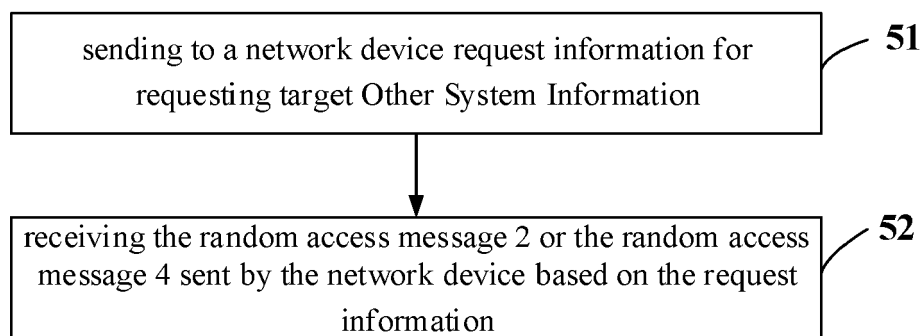 sending to a network device request information for
requesting target Other System Information
51
receiving the random access message 2 or the random access
message 4 sent by the network device based on the request
information
52